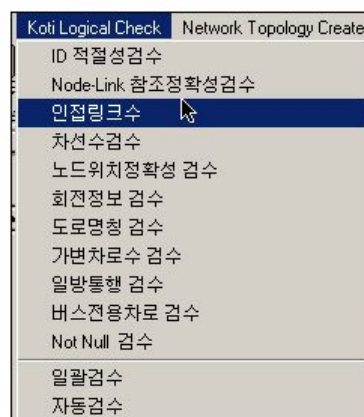 Koti Logical Check Network Topology Create
ID 적절성검수
Node-Link 참조정확성검수
인접링크수
차선수검수
노드위치정확성 검수
회전정보 검수
도로명칭 검수
가변차로수 검수
일방통행 검수
버스전용차로 검수
Not Null 검수
일괄검수
자동검수